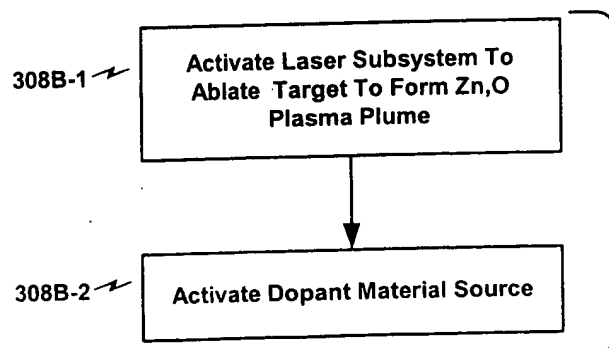 308B-1
Activate Laser Subsystem To
Ablate Target To Form Zn,O
Plasma Plume
308B-2
Activate Dopant Material Source